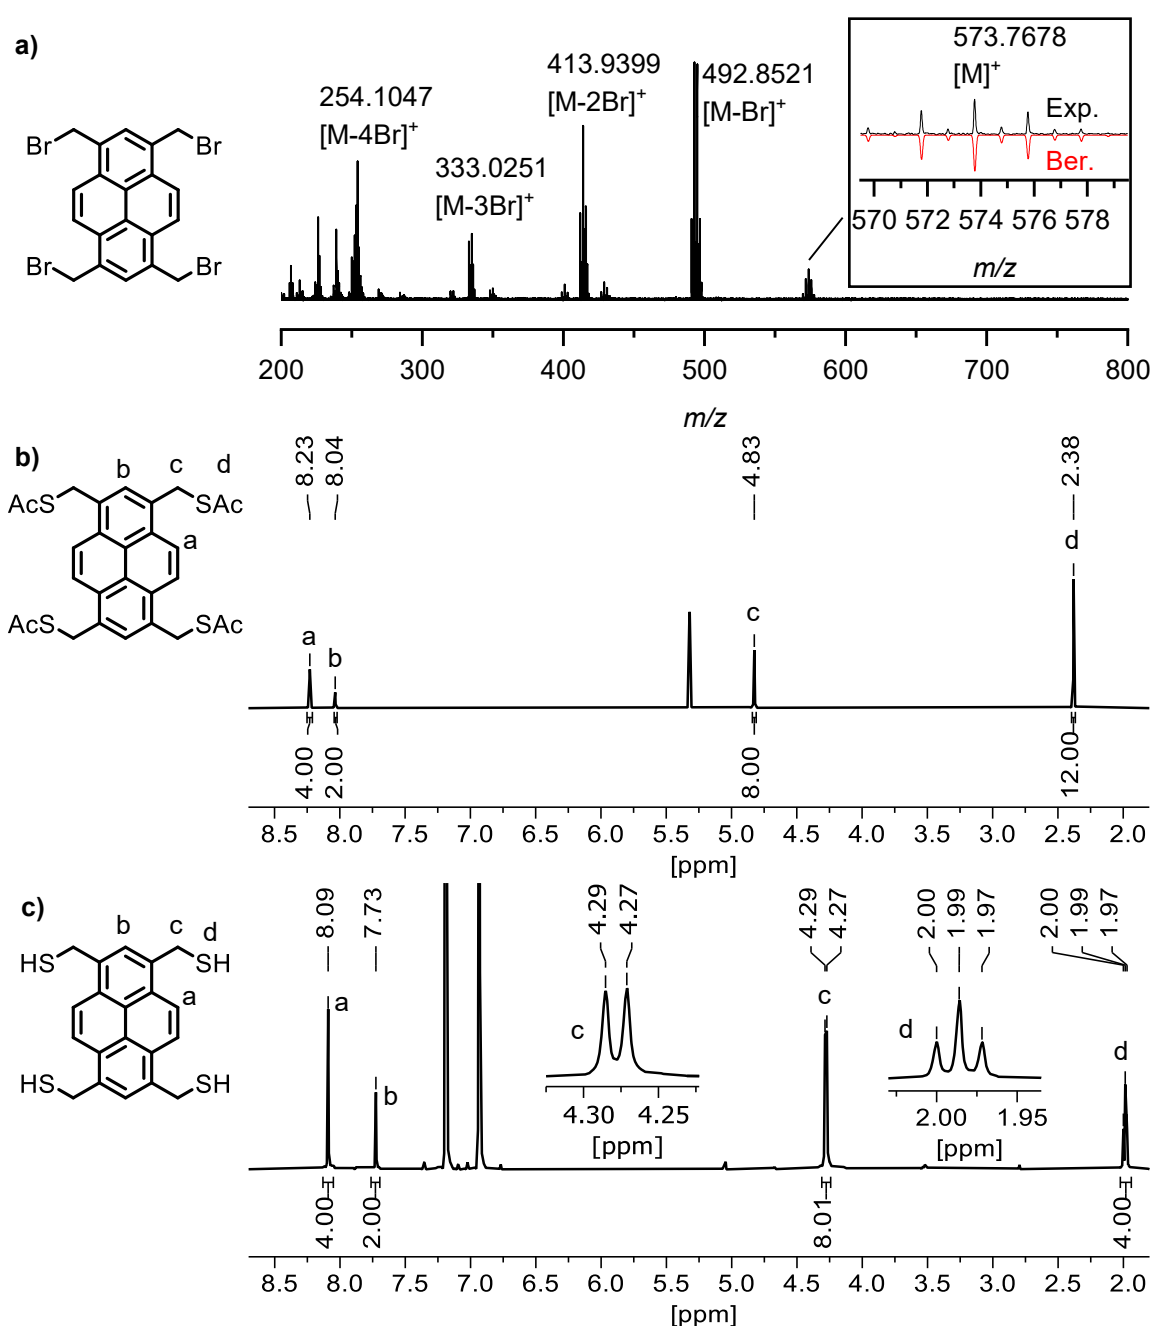 a)
Br
Br
Br
Br
254.1047
[M-4Br]+
333.0251
[M-3Br]+
413.9399
[M-2Br]+
492.8521
[M-Br]+
573.7678
[M]+
Exp.
Ber.
570 572 574 576 578
m/z
200 300 400 500 600 700 800
m/z
b)
b c d
AcS SAc
a
AcS SAc
8.23
8.04
4.83
2.38
a
b
c
d
4.00
2.00
8.00
12.00
8.5 8.0 7.5 7.0 6.5 6.0 5.5 5.0 4.5 4.0 3.5 3.0 2.5 2.0
[ppm]
c)
b c d
HS SH
a
HS SH
8.09
7.73
4.29
4.27
4.29
4.27
2.00
1.99
1.97
2.00
1.99
1.97
a
b
c
4.30 4.25
[ppm]
c
d
2.00 1.95
[ppm]
d
4.00
2.00
8.01
4.00
8.5 8.0 7.5 7.0 6.5 6.0 5.5 5.0 4.5 4.0 3.5 3.0 2.5 2.0
[ppm]